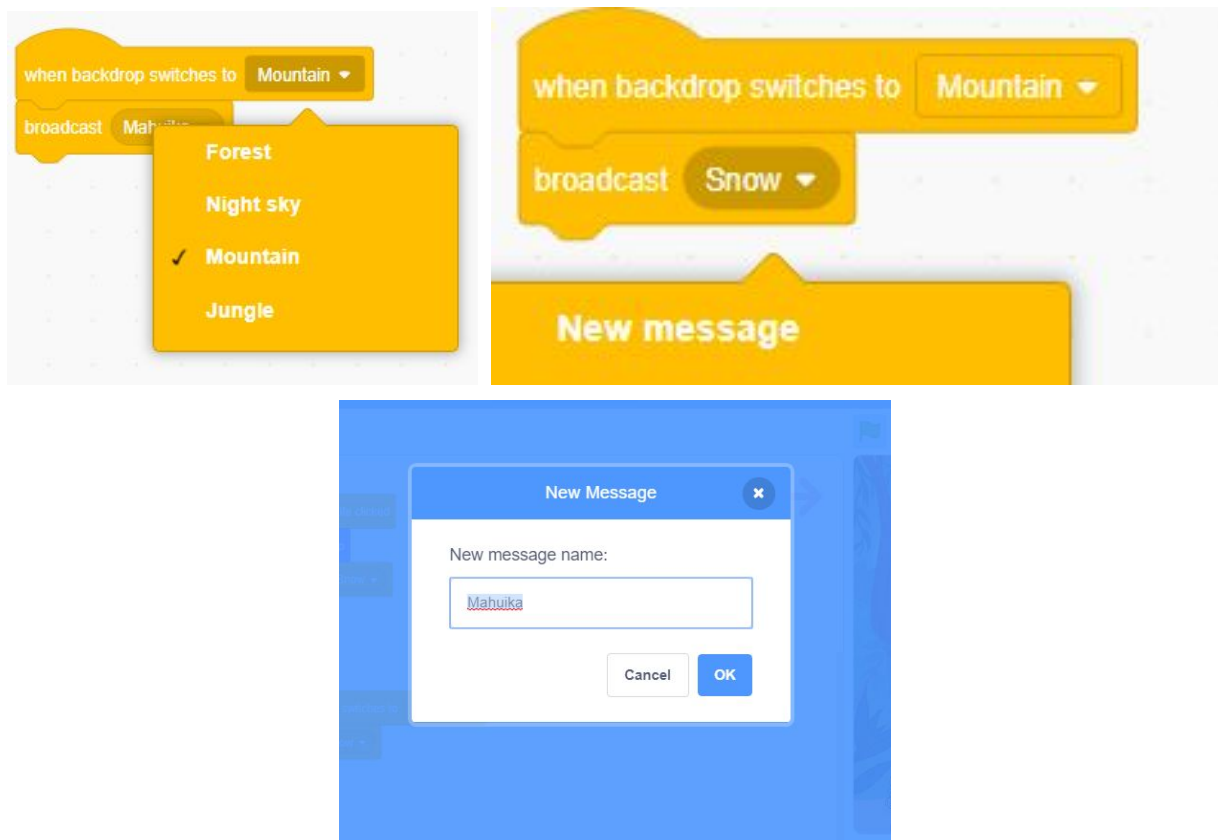 when backdrop switches to Mountain
broadcast
Forest
Night sky
Mountain
Jungle
when backdrop switches to Mountain
broadcast Snow
New message
New Message
New message name:
Mahuika
Cancel OK